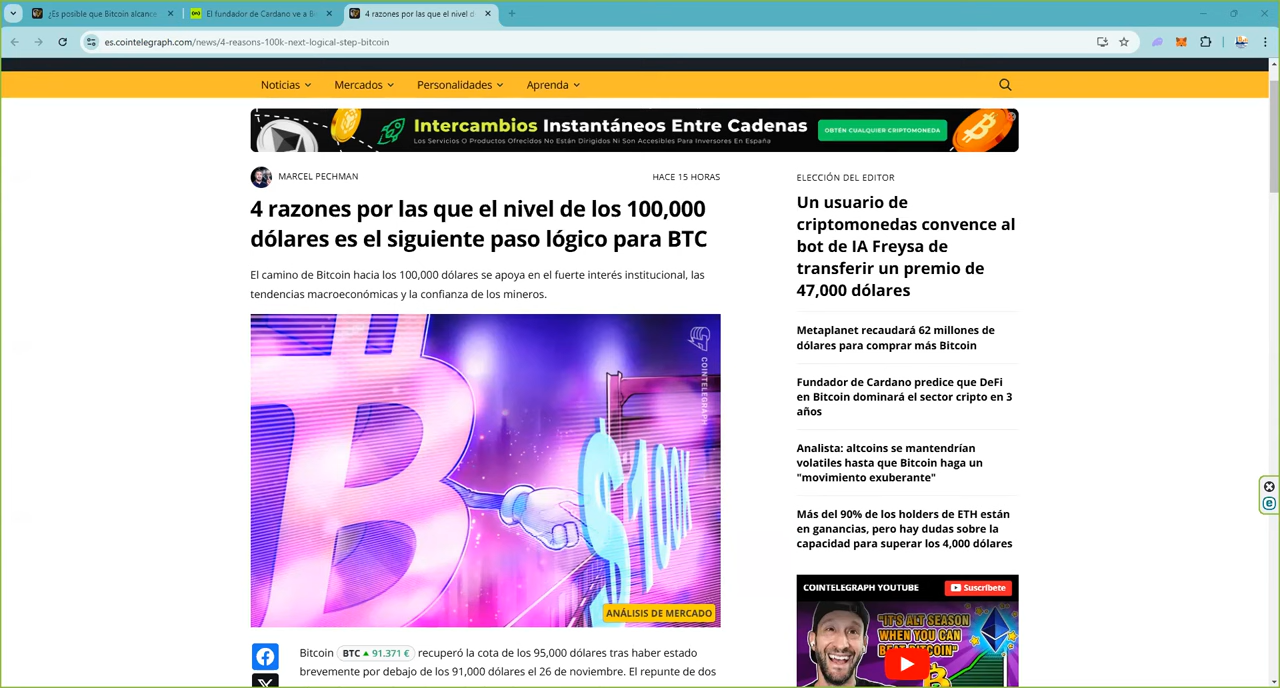 ¿Es posible que Bitcoin alcance
El fundador de Cardano ve a Bi
4 razones por las que el nivel d
es.cointelegraph.com/news/4-reasons-100k-next-logical-step-bitcoin
Noticias
Mercados
Personalidades
Aprenda
Intercambios Instantáneos Entre Cadenas
Los Servicios O Productos Ofrecidos No Están Dirigidos Ni Son Accesibles Para Inversores En España
OBTÉN CUALQUIER CRIPTOMONEDA
MARCEL PECHMAN
HACE 15 HORAS
4 razones por las que el nivel de los 100,000
dólares es el siguiente paso lógico para BTC
El camino de Bitcoin hacia los 100,000 dólares se apoya en el fuerte interés institucional, las
tendencias macroeconómicas y la confianza de los mineros.
COINTELEGRAPH
$100K
ANÁLISIS DE MERCADO
Bitcoin BTC 91.371 € recuperó la cota de los 95,000 dólares tras haber estado
brevemente por debajo de los 91,000 dólares el 26 de noviembre. El repunte de dos
ELECCIÓN DEL EDITOR
Un usuario de
criptomonedas convence al
bot de IA Freysa de
transferir un premio de
47,000 dólares
Metaplanet recaudará 62 millones de
dólares para comprar más Bitcoin
Fundador de Cardano predice que DeFi
en Bitcoin dominará el sector cripto en 3
años
Analista: altcoins se mantendrían
volatiles hasta que Bitcoin haga un
"movimiento exuberante"
Más del 90% de los holders de ETH están
en ganancias, pero hay dudas sobre la
capacidad para superar los 4,000 dólares
COINTELEGRAPH YOUTUBE
Suscríbete
"IT'S ALT SEASON
WHEN YOU CAN
BEAT BITCOIN"